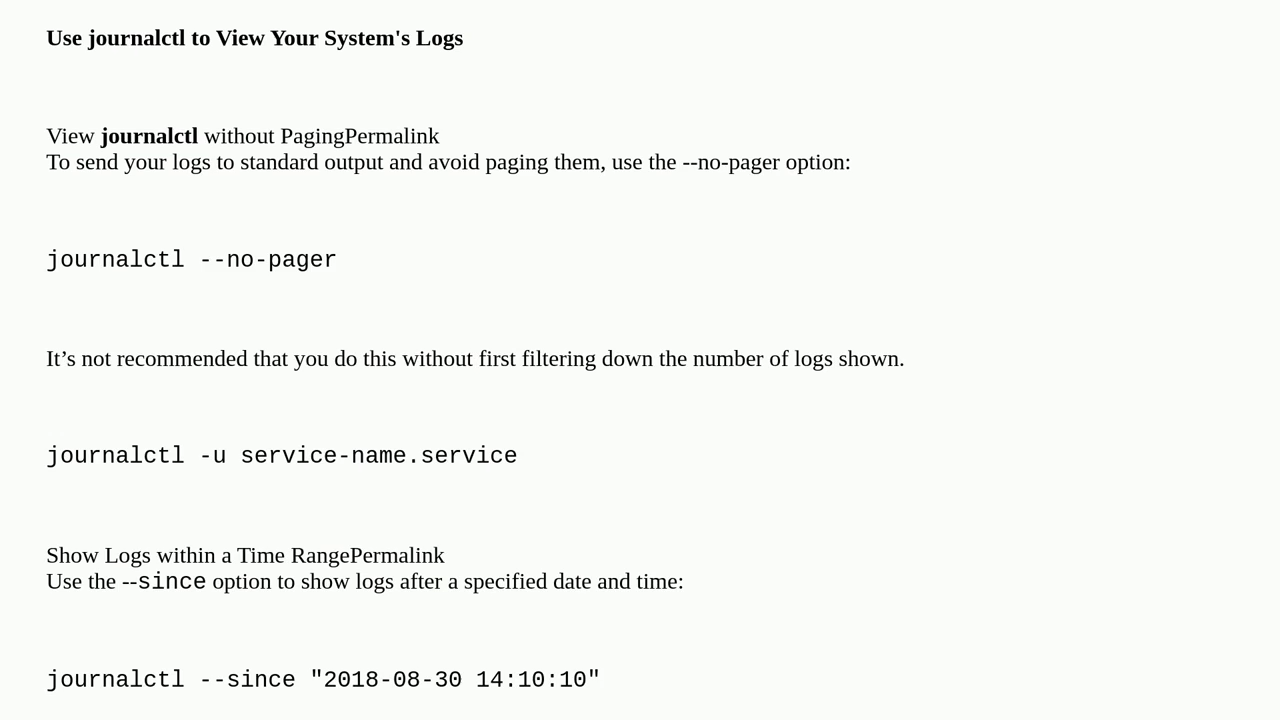 Use journalctl to View Your System's Logs
View journalctl without PagingPermalink
To send your logs to standard output and avoid paging them, use the --no-pager option:
journalctl --no-pager
It’s not recommended that you do this without first filtering down the number of logs shown.
journalctl -u service-name.service
Show Logs within a Time RangePermalink
Use the --since option to show logs after a specified date and time:
journalctl --since "2018-08-30 14:10:10"